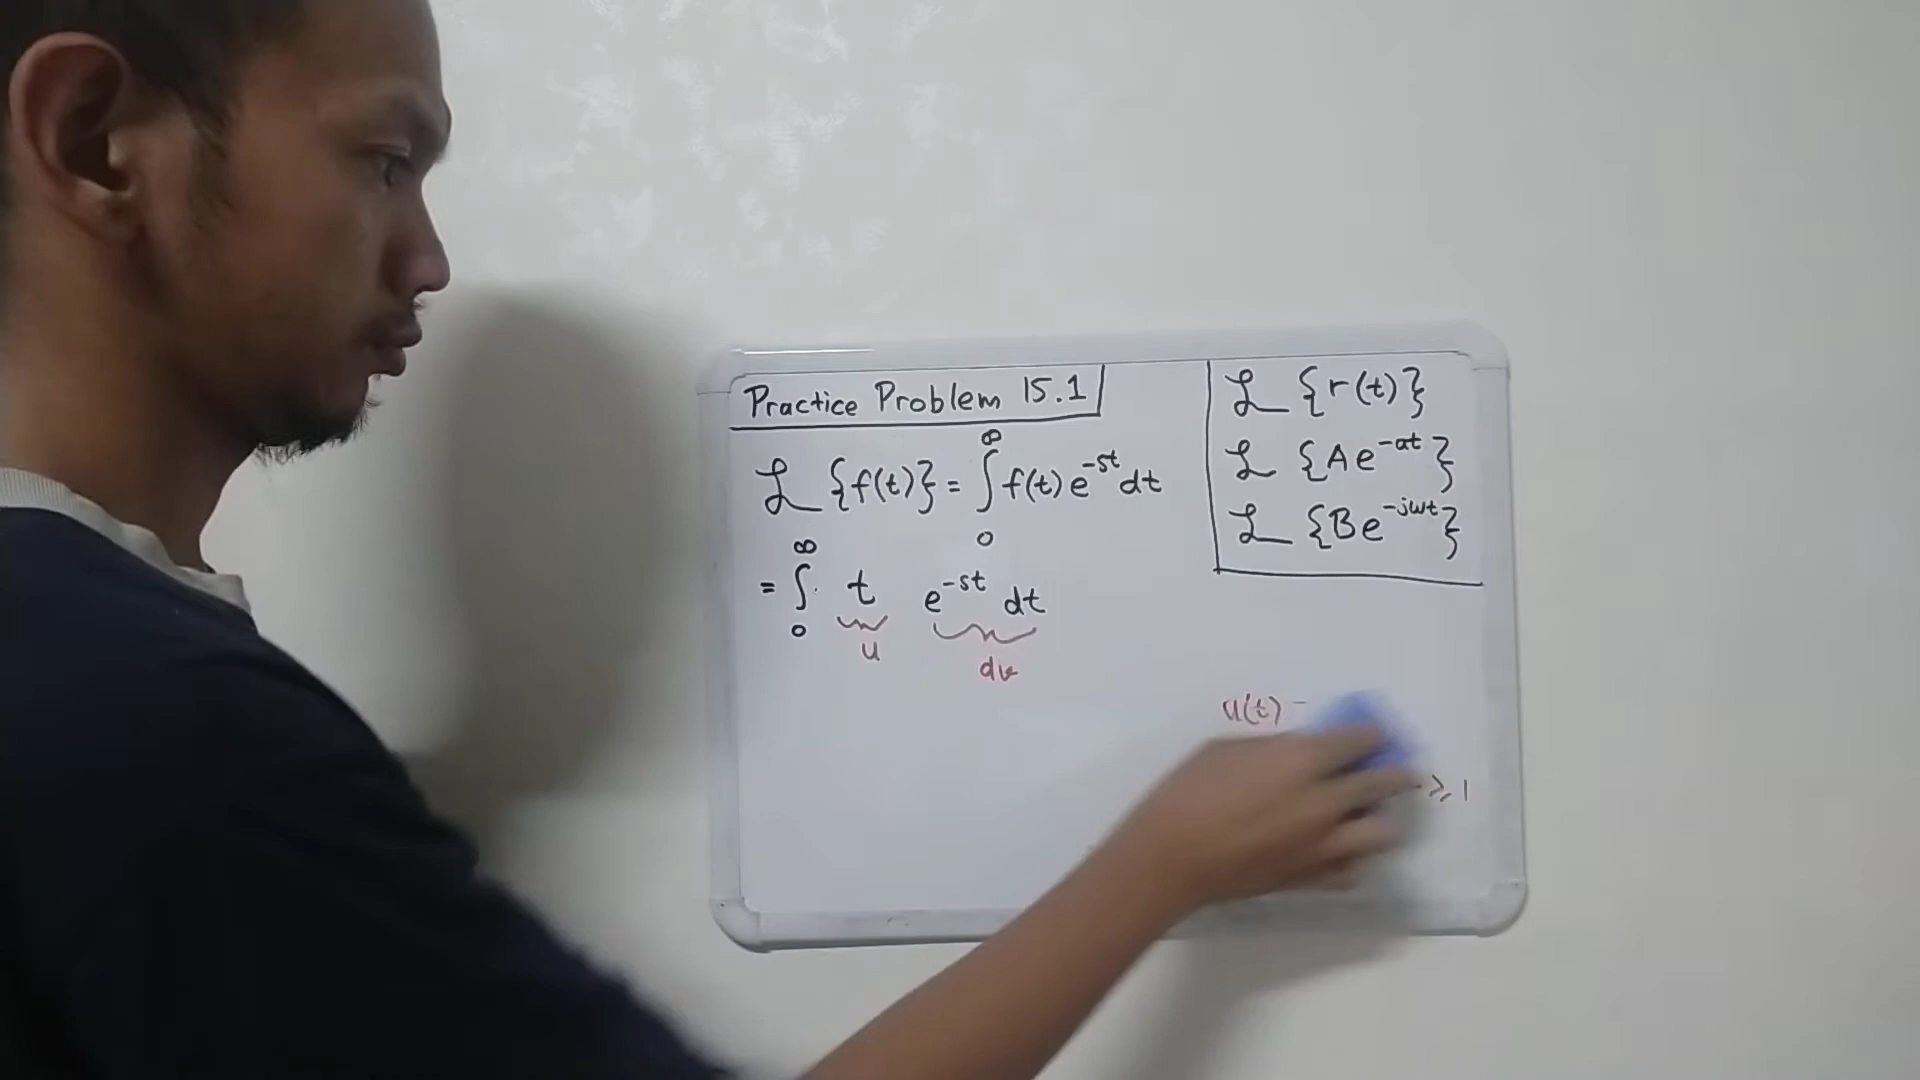 Practice Problem 15.1
ℒ {f(t)} = ∫₀^∞ f(t) e^{-st} dt
= ∫₀^∞ t e^{-st} dt
u dv
ℒ {r(t)}
ℒ {Ae^{-at}}
ℒ {Be^{-jwt}}
u(t)
⩾ 1